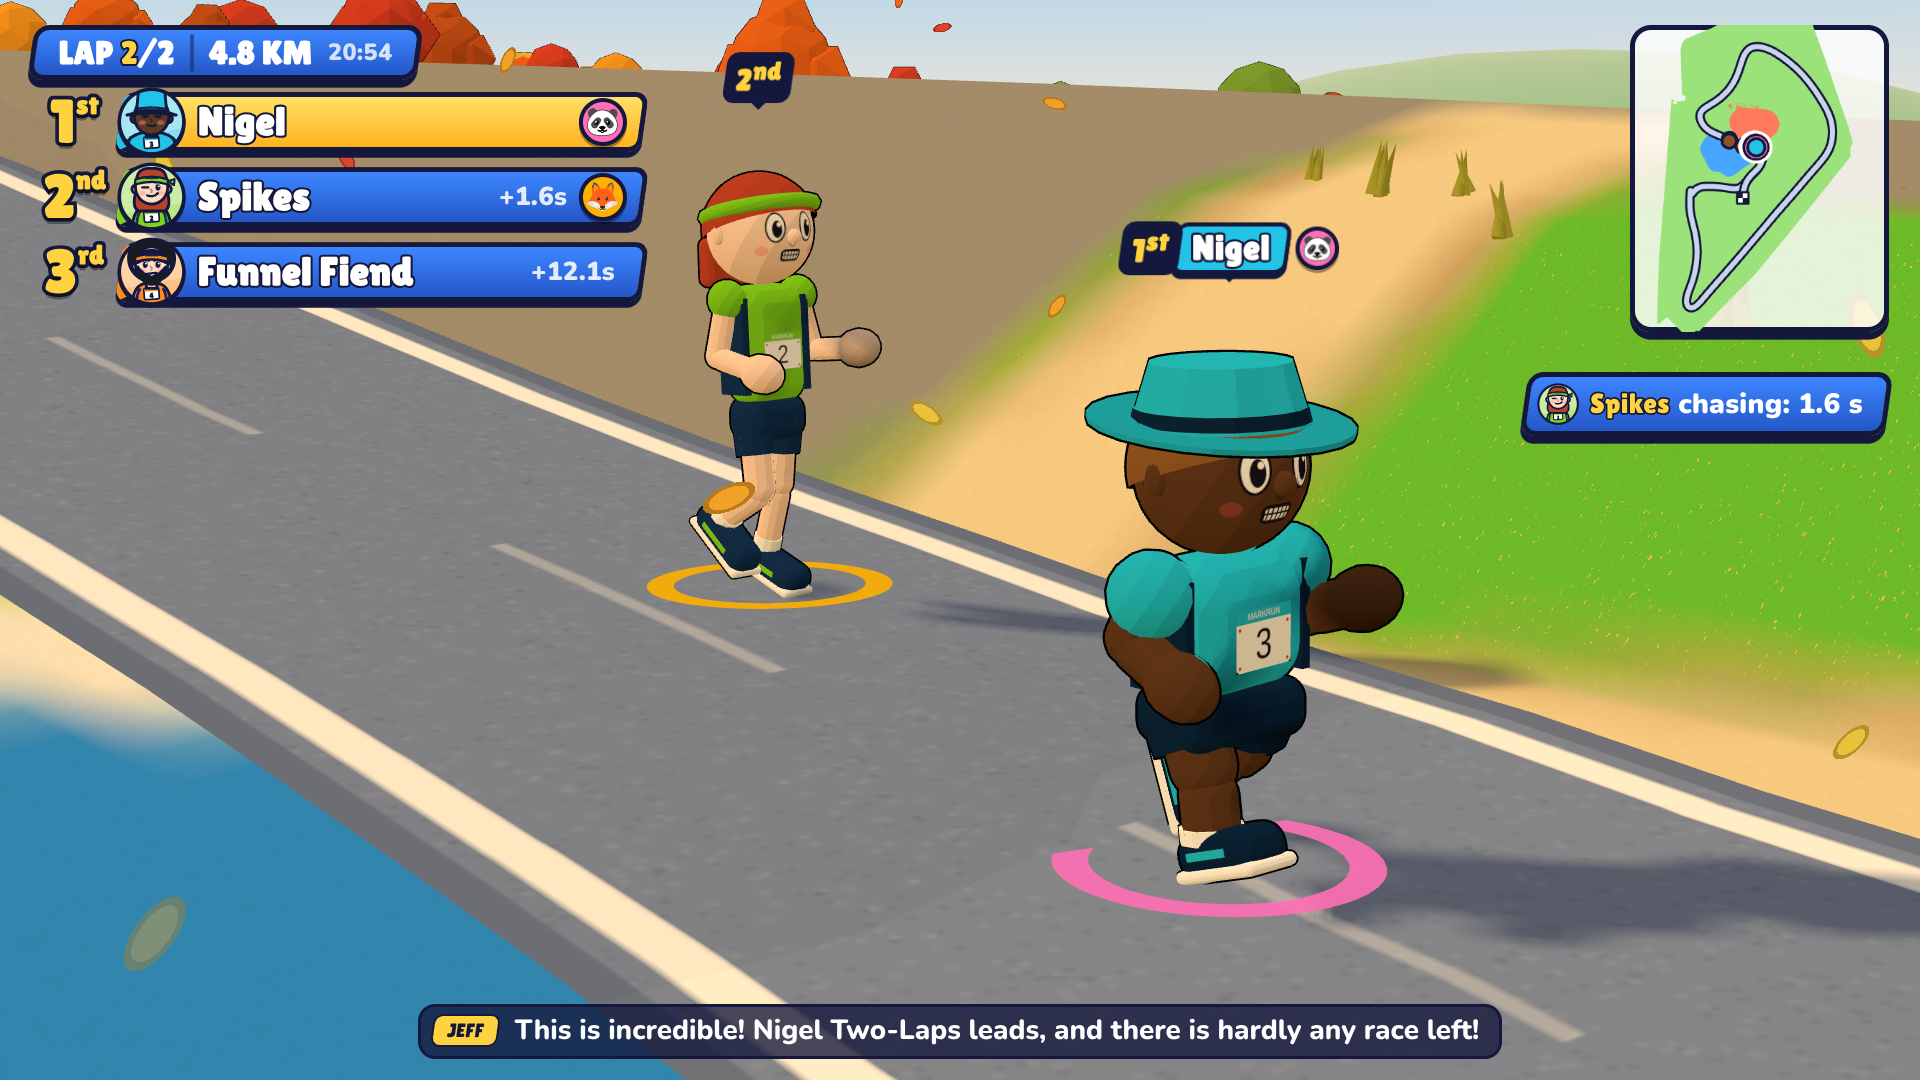 LAP 2/2 4.8 KM 20:54
1st Nigel
2nd Spikes +1.6s
3rd Funnel Fiend +12.1s
2nd
1st Nigel
Spikes chasing: 1.6 s
2
MARKRUN
3
JEFF This is incredible! Nigel Two-Laps leads, and there is hardly any race left!